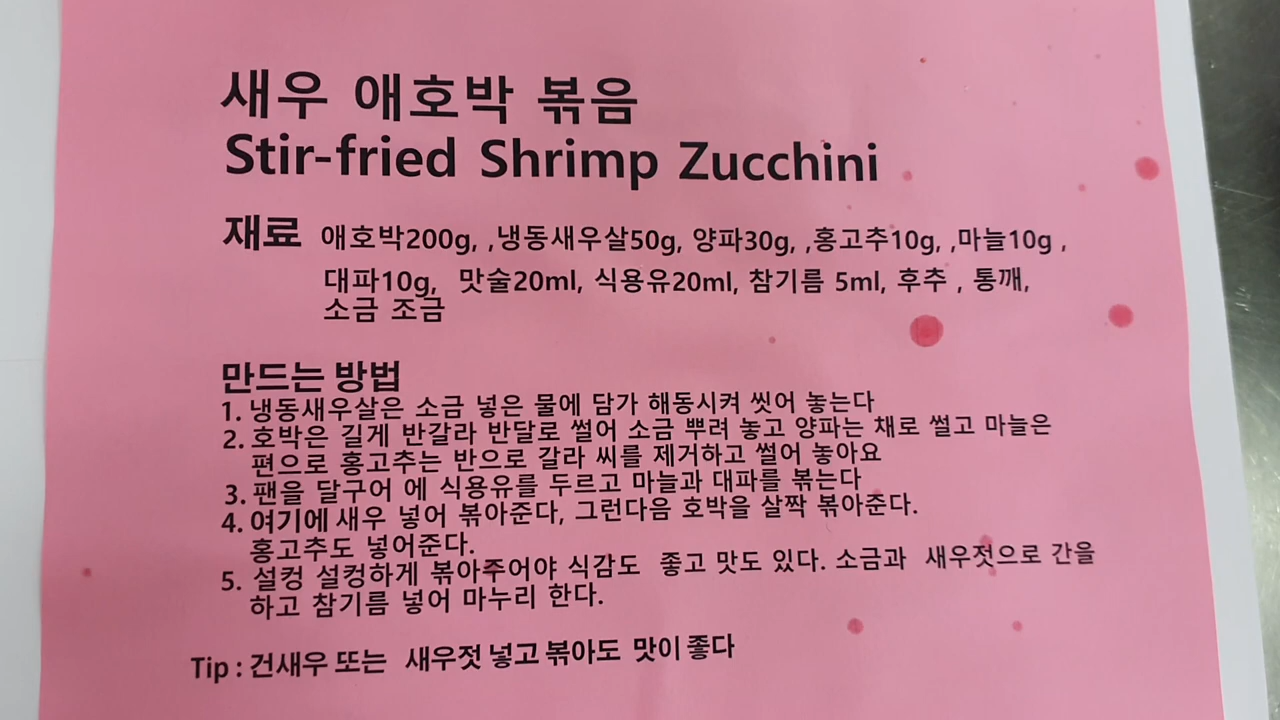 새우 애호박 볶음
Stir-fried Shrimp Zucchini
재료 애호박200g, ,냉동새우살50g, 양파30g, ,홍고추10g, ,마늘10g ,
대파10g, 맛술20ml, 식용유20ml, 참기름 5ml, 후추 , 통깨,
소금 조금
만드는 방법
1. 냉동새우살은 소금 넣은 물에 담가 해동시켜 씻어 놓는다
2. 호박은 길게 반갈라 반달로 썰어 소금 뿌려 놓고 양파는 채로 썰고 마늘은
편으로 홍고추는 반으로 갈라 씨를 제거하고 썰어 놓아요
3. 팬을 달구어 에 식용유를 두르고 마늘과 대파를 볶는다
4. 여기에 새우 넣어 볶아준다, 그런다음 호박을 살짝 볶아준다.
홍고추도 넣어준다.
5. 설컹 설컹하게 볶아주어야 식감도 좋고 맛도 있다. 소금과 새우젓으로 간을
하고 참기름 넣어 마누리 한다.
Tip : 건새우 또는 새우젓 넣고 볶아도 맛이 좋다